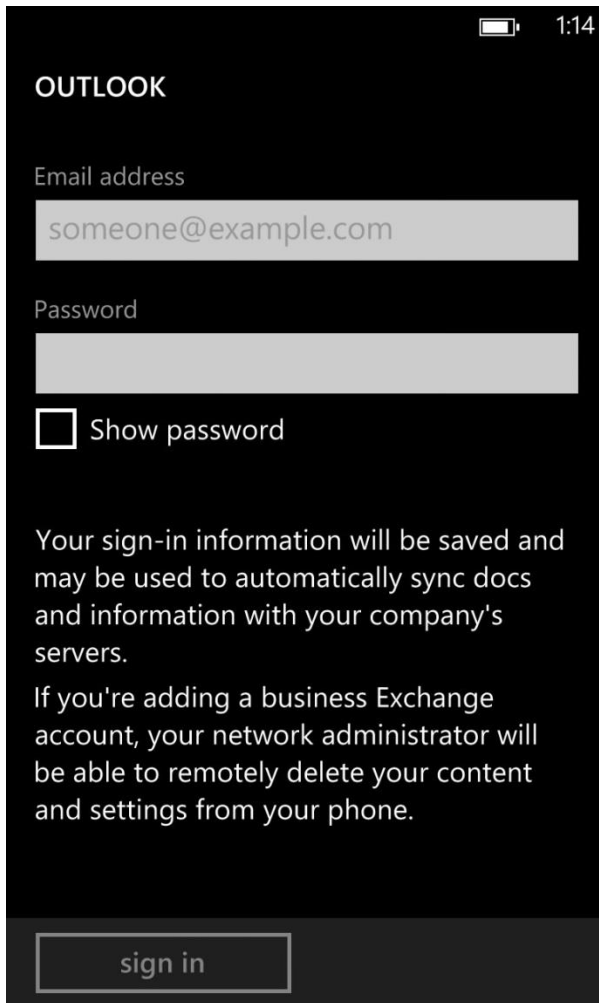 1:14
OUTLOOK
Email address
someone@example.com
Password
Show password
Your sign-in information will be saved and
may be used to automatically sync docs
and information with your company's
servers.
If you're adding a business Exchange
account, your network administrator will
be able to remotely delete your content
and settings from your phone.
sign in